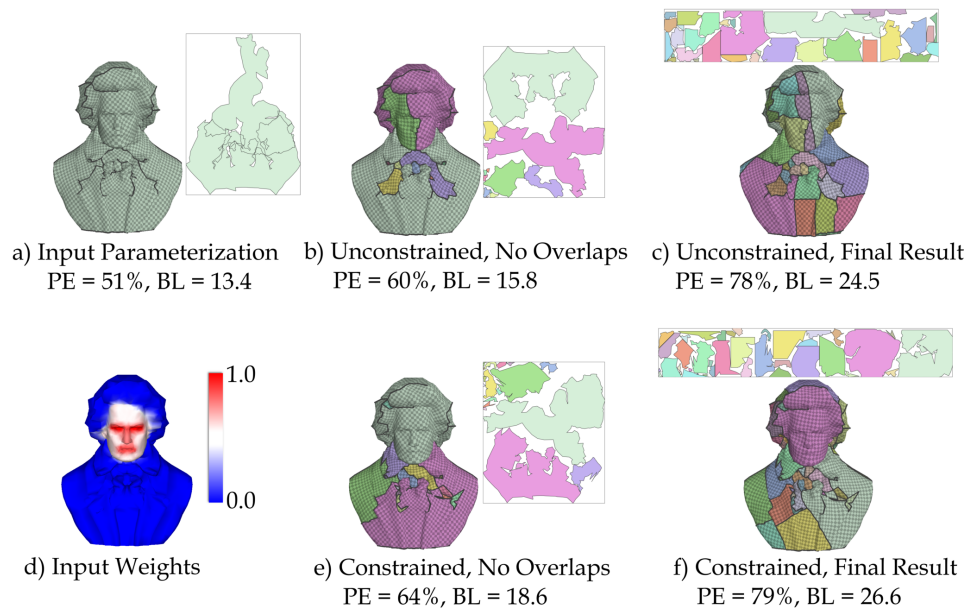 a) Input Parameterization
PE = 51%, BL = 13.4
b) Unconstrained, No Overlaps
PE = 60%, BL = 15.8
c) Unconstrained, Final Result
PE = 78%, BL = 24.5
1.0
0.0
d) Input Weights
e) Constrained, No Overlaps
PE = 64%, BL = 18.6
f) Constrained, Final Result
PE = 79%, BL = 26.6